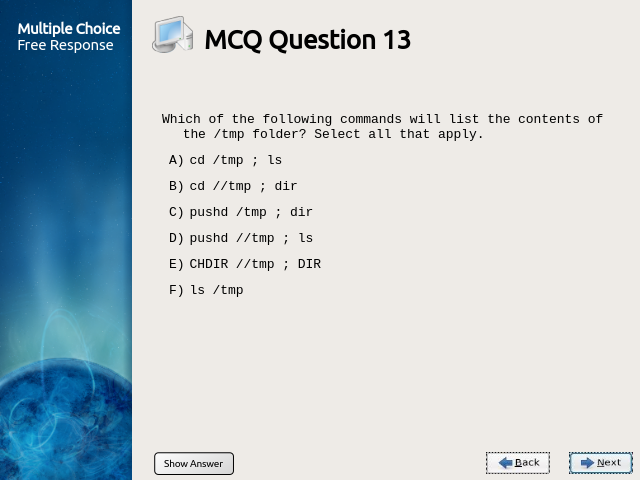 Multiple Choice
Free Response
MCQ Question 13
Which of the following commands will list the contents of
the /tmp folder? Select all that apply.
A) cd /tmp ; ls
B) cd //tmp ; dir
C) pushd /tmp ; dir
D) pushd //tmp ; ls
E) CHDIR //tmp ; DIR
F) ls /tmp
Show Answer
Back
Next